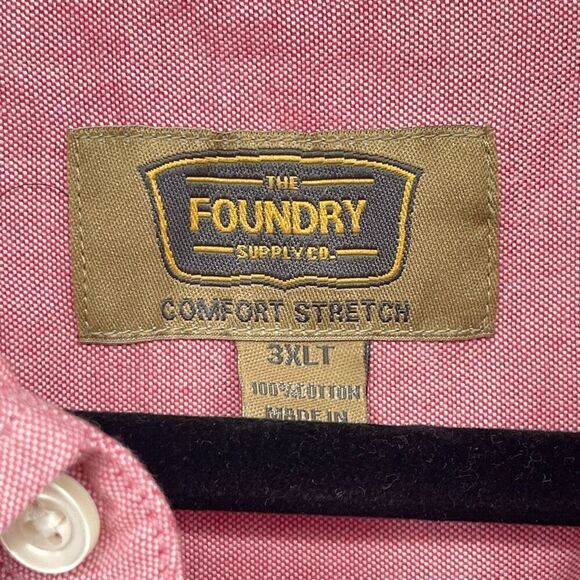 THE
FOUNDRY
SUPPLY CO.
COMFORT STRETCH
3XLT
100% COTTON
MADE IN